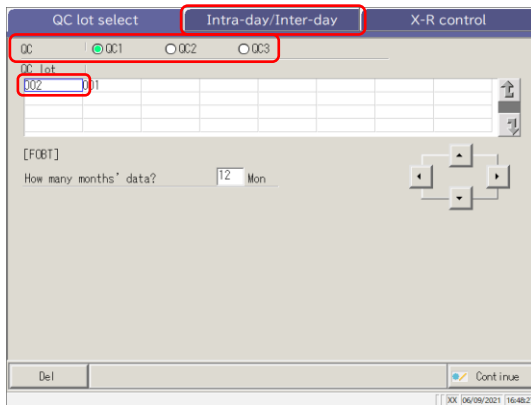 QC lot select Intra-day/Inter-day X-R control
QC QC1 QC2 QC3
QC lot
002 001
[FOBT]
How many months' data? 12 Mon
Del Continue
XX 06/09/2021 16:48:2